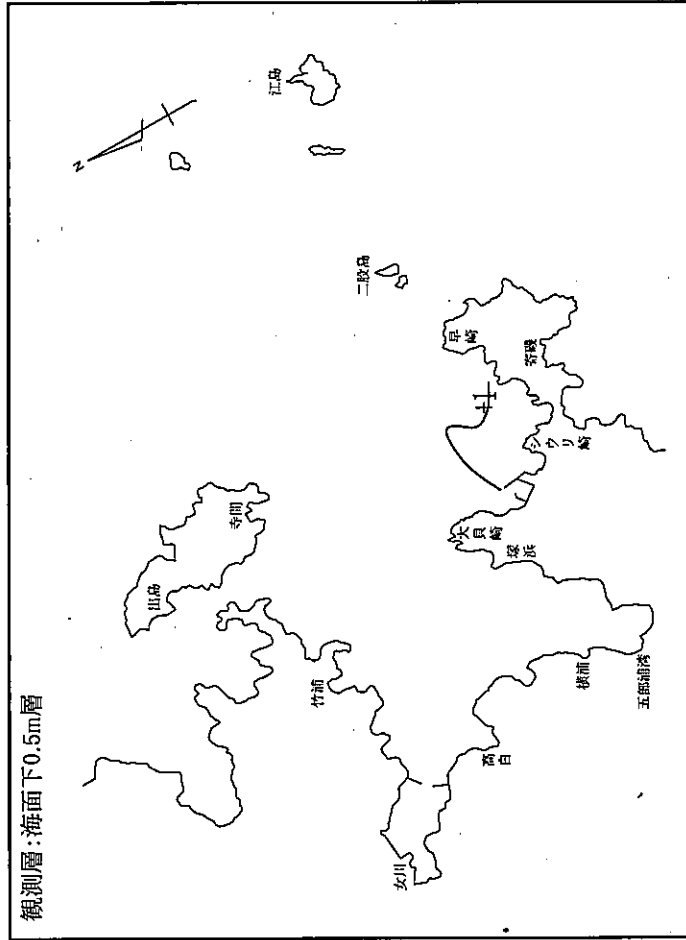 観測層:海面下0.5m層
N
江島
二股島
早崎
寄磯
+1
シウリ崎
大貝崎
塚浜
寺間
出島
竹浦
横浦
五部浦湾
高白
女川